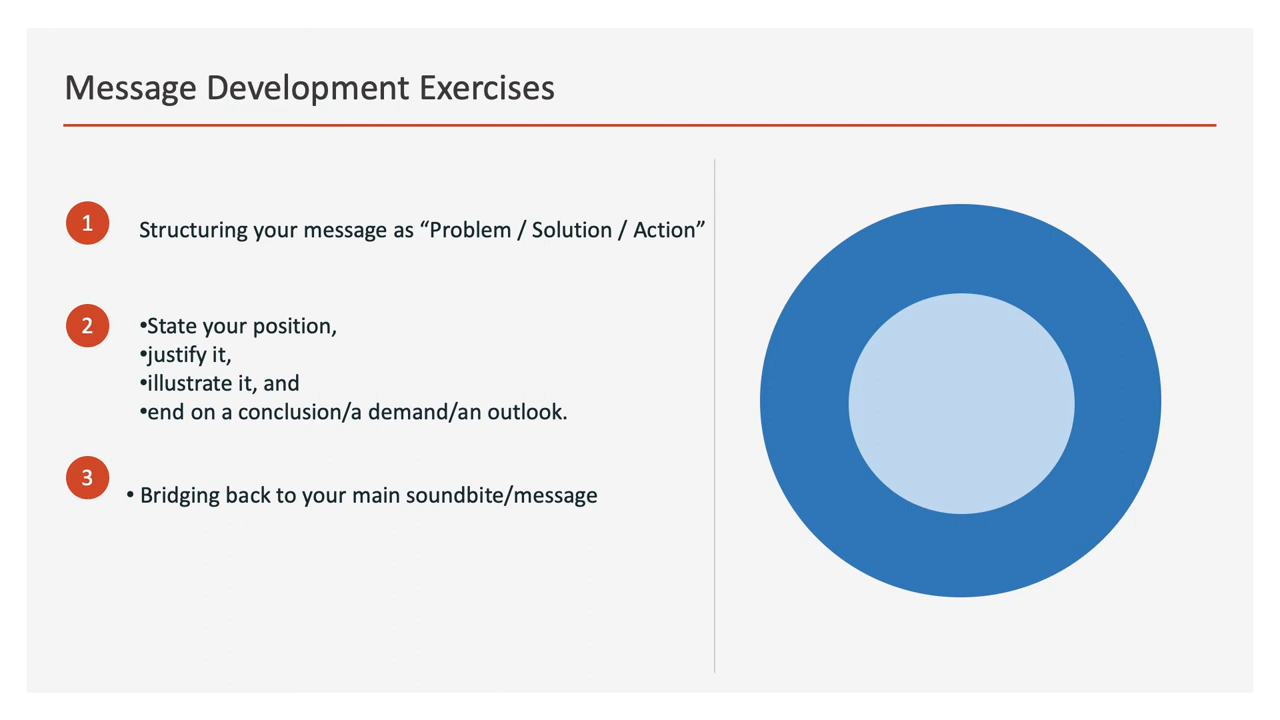 Message Development Exercises
1
Structuring your message as “Problem / Solution / Action”
2
•State your position,
•justify it,
•illustrate it, and
•end on a conclusion/a demand/an outlook.
3
• Bridging back to your main soundbite/message